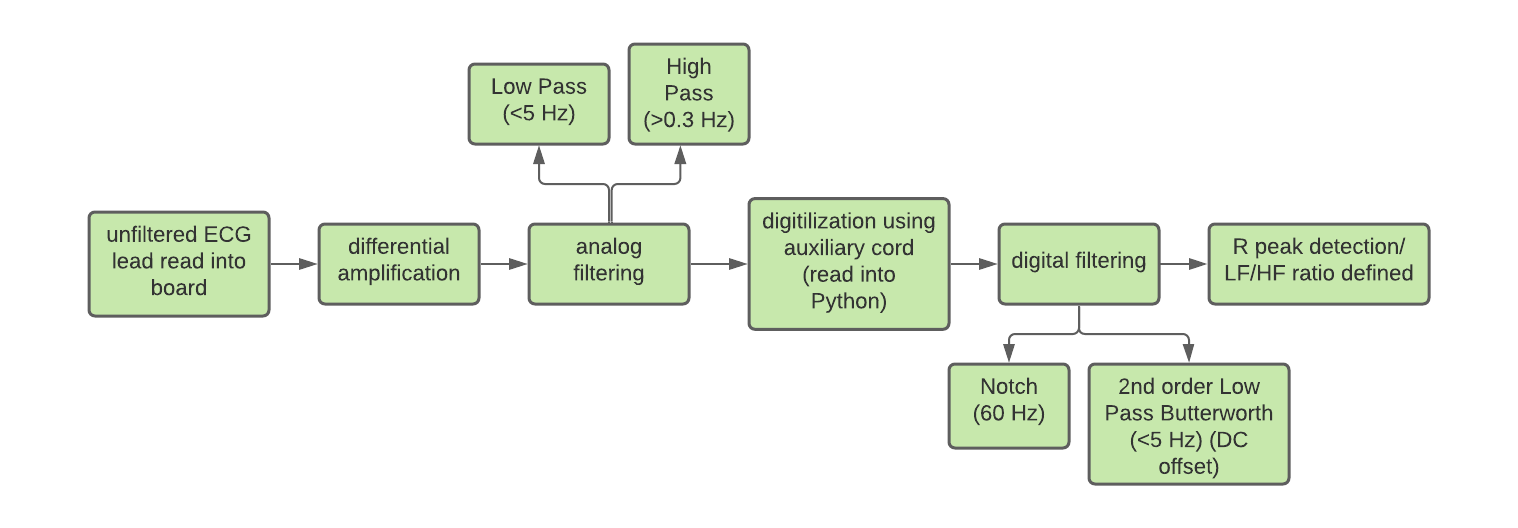 Low Pass
(<5 Hz)
High
Pass
(>0.3 Hz)
unfiltered ECG
lead read into
board
differential
amplification
analog
filtering
digitilization using
auxiliary cord
(read into
Python)
digital filtering
R peak detection/
LF/HF ratio defined
Notch
(60 Hz)
2nd order Low
Pass Butterworth
(<5 Hz) (DC
offset)